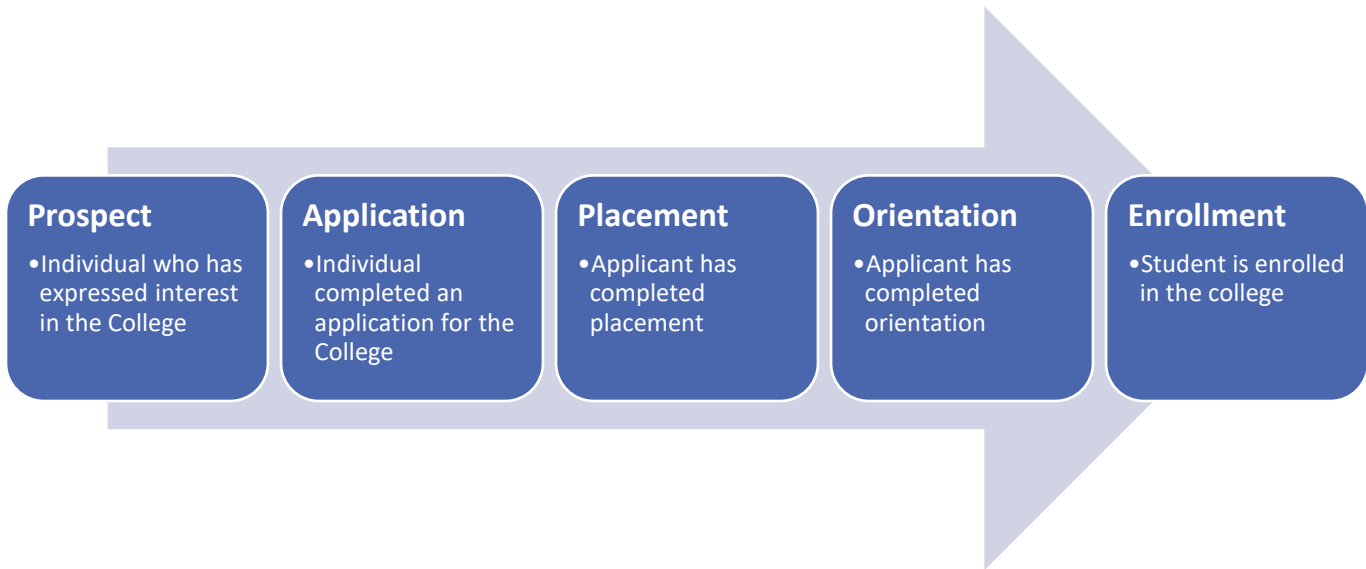 Prospect
•Individual who has
expressed interest
in the College
Application
•Individual
completed an
application for the
College
Placement
•Applicant has
completed
placement
Orientation
•Applicant has
completed
orientation
Enrollment
•Student is enrolled
in the college